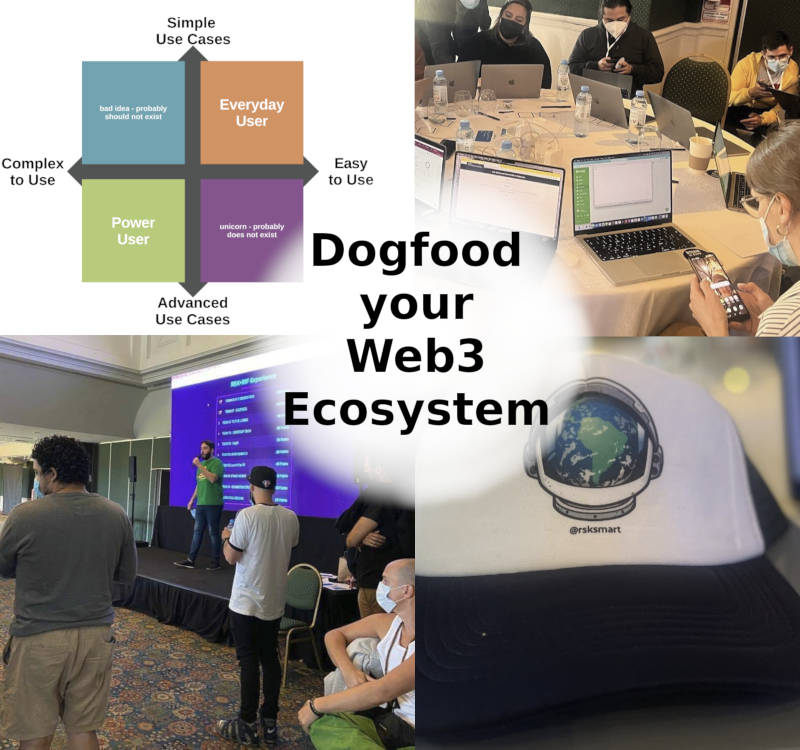 Simple
Use Cases
bad idea - probably
should not exist
Everyday
User
Complex
to Use
Easy
to Use
Power
User
unicorn - probably
does not exist
Advanced
Use Cases
Dogfood
your
Web3
Ecosystem
@rsksmart